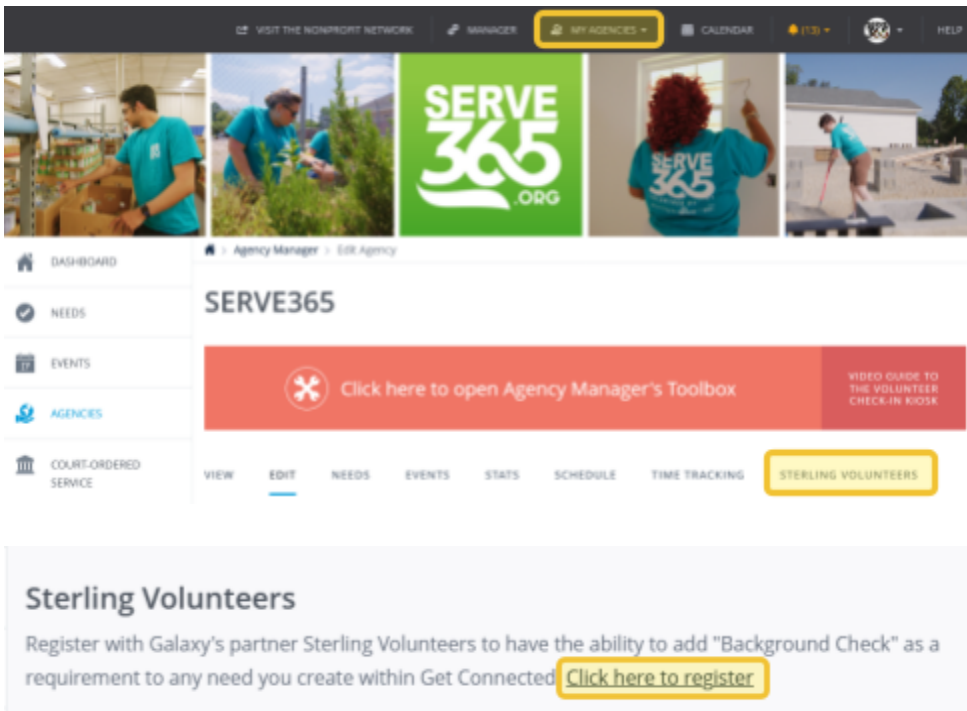 VISIT THE NONPROFIT NETWORK MANAGER MY AGENCIES CALENDAR (13) HELP
SERVE
365
.ORG
SERVE
365
Agency Manager > Edit Agency
DASHBOARD
NEEDS
EVENTS
AGENCIES
COURT-ORDERED
SERVICE
SERVE365
Click here to open Agency Manager's Toolbox
VIDEO GUIDE TO
THE VOLUNTEER
CHECK-IN KIOSK
VIEW EDIT NEEDS EVENTS STATS SCHEDULE TIME TRACKING STERLING VOLUNTEERS
Sterling Volunteers
Register with Galaxy's partner Sterling Volunteers to have the ability to add "Background Check" as a
requirement to any need you create within Get Connected Click here to register